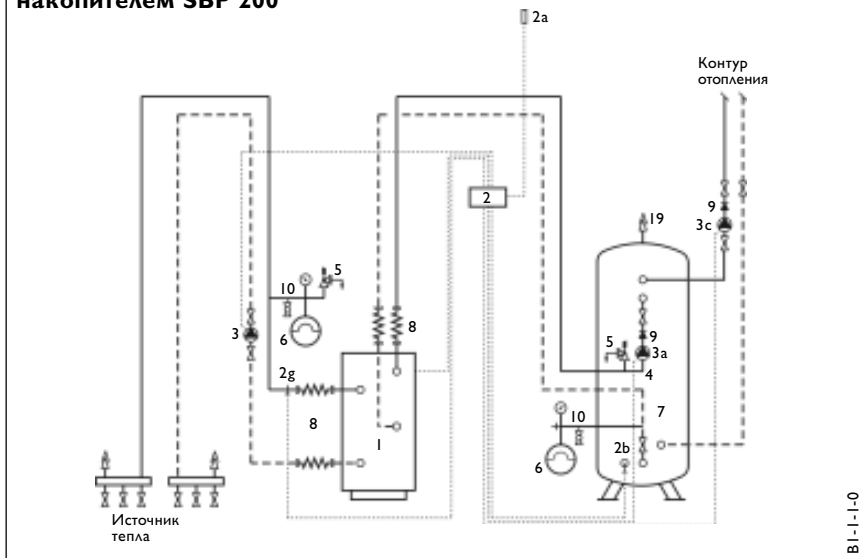 накопителем SBP 200
2a
Контур
отопления
2
9
3c
19
5
10
6
3
8
2g
8
1
5
9
3a
4
10
7
6
2b
Источник
тепла
B1-1-1-0